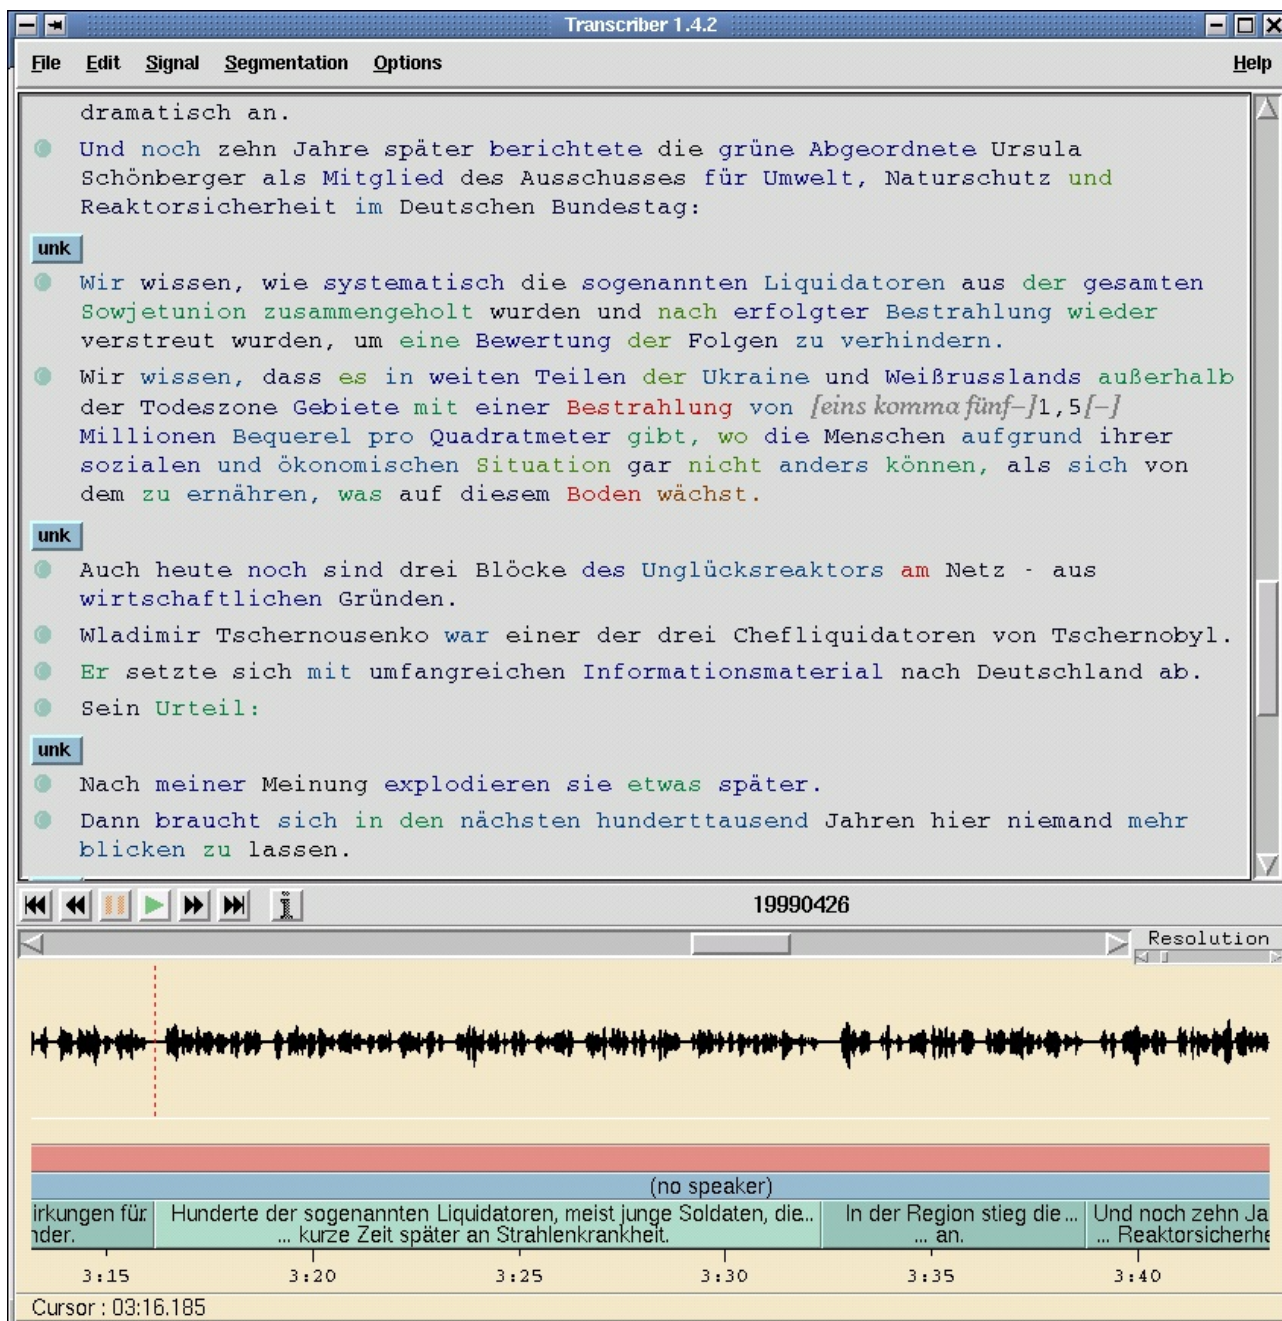 Transcriber 1.4.2
File Edit Signal Segmentation Options Help
dramatisch an.
Und noch zehn Jahre später berichtete die grüne Abgeordnete Ursula
Schönberger als Mitglied des Ausschusses für Umwelt, Naturschutz und
Reaktorsicherheit im Deutschen Bundestag:
unk
Wir wissen, wie systematisch die sogenannten Liquidatoren aus der gesamten
Sowjetunion zusammengeholt wurden und nach erfolgter Bestrahlung wieder
verstreut wurden, um eine Bewertung der Folgen zu verhindern.
Wir wissen, dass es in weiten Teilen der Ukraine und Weißrusslands außerhalb
der Todeszone Gebiete mit einer Bestrahlung von [eins komma fünf-]1,5[-]
Millionen Bequerel pro Quadratmeter gibt, wo die Menschen aufgrund ihrer
sozialen und ökonomischen Situation gar nicht anders können, als sich von
dem zu ernähren, was auf diesem Boden wächst.
unk
Auch heute noch sind drei Blöcke des Unglücksreaktors am Netz - aus
wirtschaftlichen Gründen.
Wladimir Tschernousenko war einer der drei Chefliquidatoren von Tschernobyl.
Er setzte sich mit umfangreichen Informationsmaterial nach Deutschland ab.
Sein Urteil:
unk
Nach meiner Meinung explodieren sie etwas später.
Dann braucht sich in den nächsten hunderttausend Jahren hier niemand mehr
blicken zu lassen.
i 19990426
Resolution
(no speaker)
irkungen für Hunderte der sogenannten Liquidatoren, meist junge Soldaten, die... In der Region stieg die ... Und noch zehn Ja
nder. ... kurze Zeit später an Strahlenkrankheit. ... an. ... Reaktorsicherhe
3:15 3:20 3:25 3:30 3:35 3:40
Cursor : 03:16.185